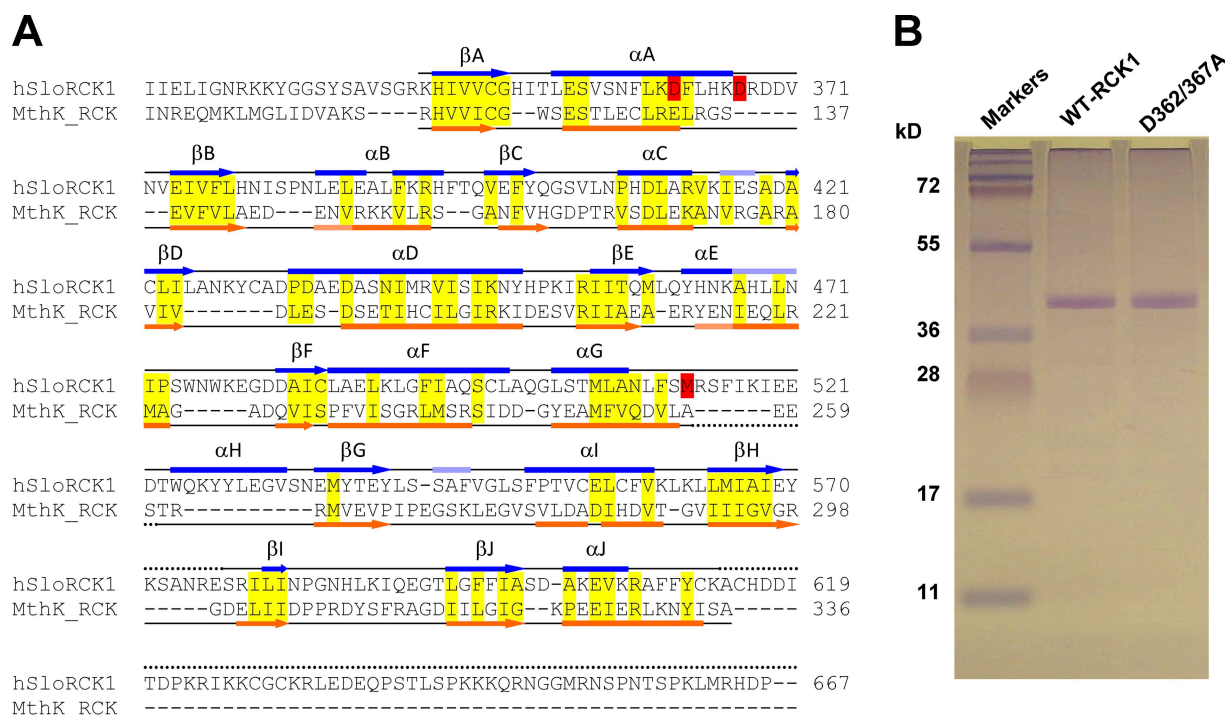 A
βA αA
hSloRCK1 IIELIGNRKKYGGSYSAVSGRKHIVVCGHITLESVSNFLKDFLHKDRDDV 371
MthK_RCK INREQMKLMGLIDVAKS----RHVVICG--WSESTLECLRELRGS----- 137
βB αB βC αC
NVEIVFLHNISPNLELEALFKRHFTQVEFYQGSVLNPHDLARVKIESADA 421
hSloRCK1
MthK_RCK --EVFVLAED---ENVRKKVLRS--GANFVHGDPTRVSDLEKANVRGARA 180
βD αD βE αE
hSloRCK1 CLILANKYCADPDAEDASNIMRVISIKNYHPKIRIITQMLQYHNKAHLLN 471
MthK_RCK VIV-------DLES-DSETIHCILGIRKIDESVRIIAEA-ERYENIEQLR 221
βF αF αG
hSloRCK1 IPSWNWKEGDDAICLAELKLGFIAQSCLAQGLSTMLANLFSMRSFIKIEE 521
MthK_RCK MAG-----ADQVISPFVISGRLMSRSIDD-GYEAMFVQDVLA------EE 259
αH βG αI βH
hSloRCK1 DTWQKYYLEGVSNEMYTEYLS-SAFVGLSFPTVCELCFVKLKLLMIAIEY 570
MthK_RCK STR----------RMVEVPIPEGSKLEGVSVLDADIHDVT-GVIIIGVGR 298
βI βJ αJ
hSloRCK1 KSANRESRILINPGNHLKIQEGTLGFFIASD-AKEVKRAFFYCKACHDDI 619
MthK_RCK -----GDELIIDPPRDYSFRAGDIILGIG--KPEEIERLKNYISA----- 336
hSloRCK1 TDPKRIKKCGCKRLEDEQPSTLSPKKKQRNGGMRNSPNTSPKLMRHDP-- 667
MthK_RCK --------------------------------------------------
B
kD Markers WT-RCK1 D362/367A
72
55
36
28
17
11